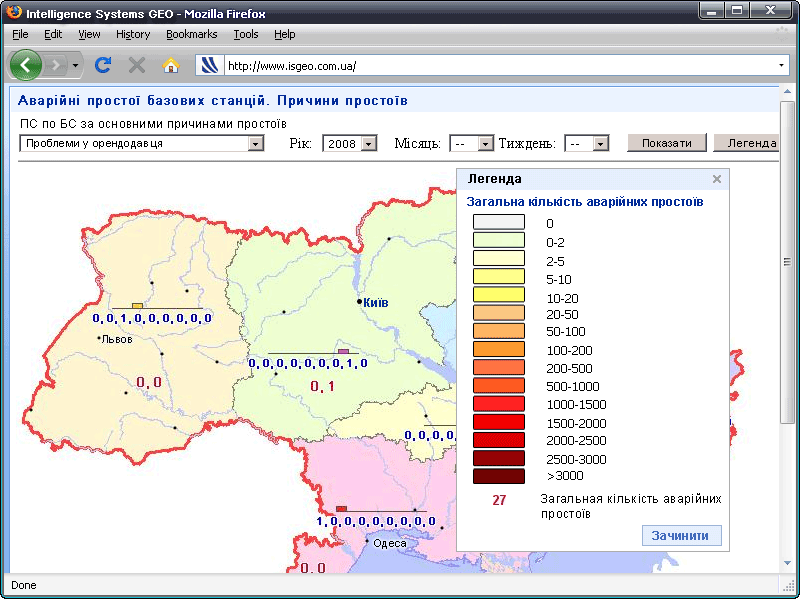 Intelligence Systems GEO - Mozilla Firefox
File Edit View History Bookmarks Tools Help
http://www.isgeo.com.ua/
Аварійні простої базових станцій. Причини простоїв
ПС по БС за основними причинами простоїв
Проблеми у орендодавця Рік: 2008 Місяць: -- Тиждень: -- Показати Легенда
Легенда
Загальна кількість аварійних простоїв
0
0-2
2-5
5-10
10-20
20-50
50-100
100-200
200-500
500-1000
1000-1500
1500-2000
2000-2500
2500-3000
>3000
27 Загальная кількість аварійних
простоїв
Зачинити
Київ
0,0,1,0,0,0,0,0,0
Львов
0,0
0,0,0,0,0,0,0,1,0
0,1
0,0,0,0,
1,0,0,0,0,0,0,0,0
Одеса
0,0
Done